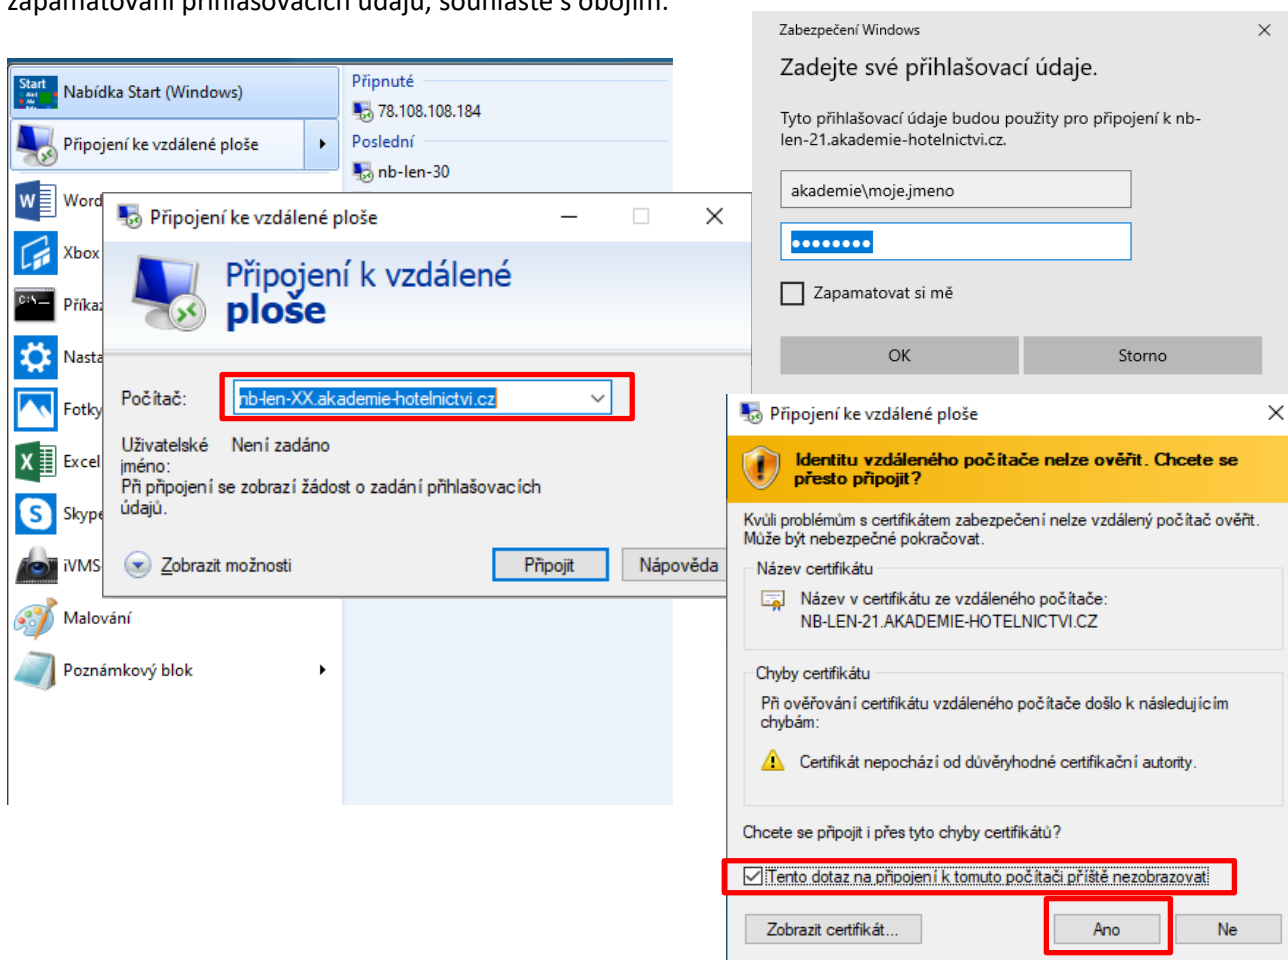 zapamatování přihlašovacích údajů, souhlaste s obojím.
Start
Nabídka Start (Windows)
Připojení ke vzdálené ploše
Word
Xbox
Příkaz
Nasta
Fotky
Excel
Skype
iVMS
Malování
Poznámkový blok
Připnuté
78.108.108.184
Poslední
nb-len-30
Připojení ke vzdálené ploše
Připojení k vzdálené
ploše
Počítač:
nb-len-XX.akademie-hotelnictvi.cz
Uživatelské Není zadáno
jméno:
Při připojení se zobrazí žádost o zadání přihlašovacích
údajů.
Zobrazit možnosti
Připojit
Nápověda
Zabezpečení Windows
Zadejte své přihlašovací údaje.
Tyto přihlašovací údaje budou použity pro připojení k nb-
len-21.akademie-hotelnictvi.cz.
akademie\moje.jmeno
••••••••
Zapamatovat si mě
OK
Storno
Připojení ke vzdálené ploše
Identitu vzdáleného počítače nelze ověřit. Chcete se
přesto připojit?
Kvůli problémům s certifikátem zabezpečení nelze vzdálený počítač ověřit.
Může být nebezpečné pokračovat.
Název certifikátu
Název v certifikátu ze vzdáleného počítače:
NB-LEN-21.AKADEMIE-HOTELNICTVI.CZ
Chyby certifikátu
Při ověřování certifikátu vzdáleného počítače došlo k následujícím
chybám:
Certifikát nepochází od důvěryhodné certifikační autority.
Chcete se připojit i přes tyto chyby certifikátů?
Tento dotaz na připojení k tomuto počítači příště nezobrazovat
Zobrazit certifikát...
Ano
Ne